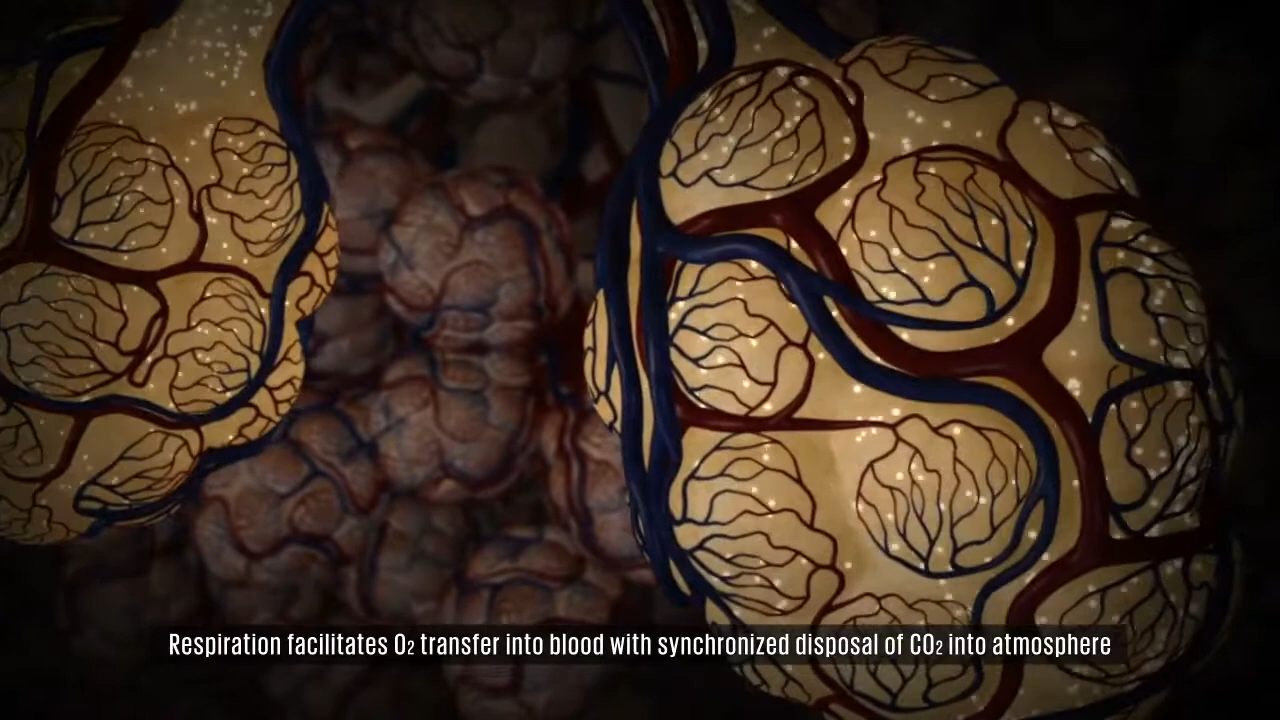 Respiration facilitates O₂ transfer into blood with synchronized disposal of CO₂ into atmosphere